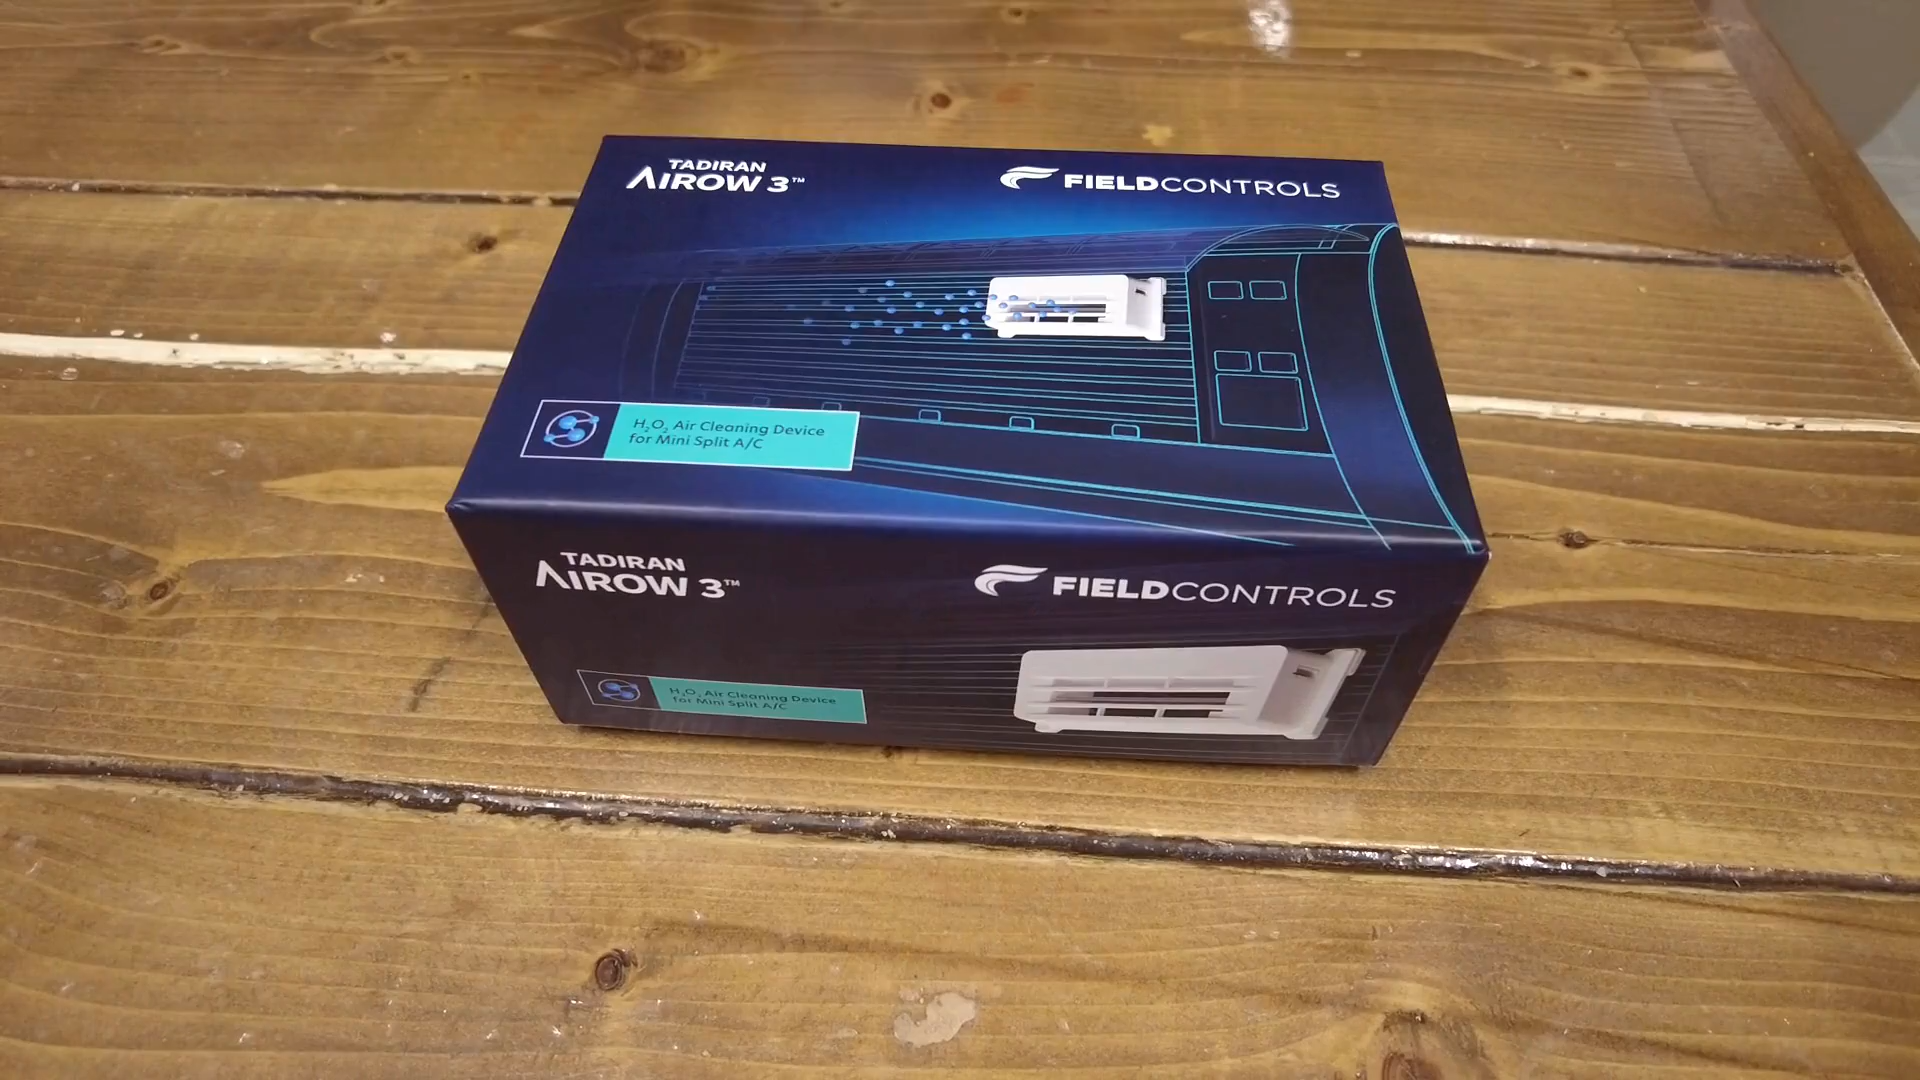 TADIRAN
AIROW 3™
FIELDCONTROLS
H₂O₂ Air Cleaning Device
for Mini Split A/C
TADIRAN
AIROW 3™
FIELDCONTROLS
H₂O₂ Air Cleaning Device
for Mini Split A/C